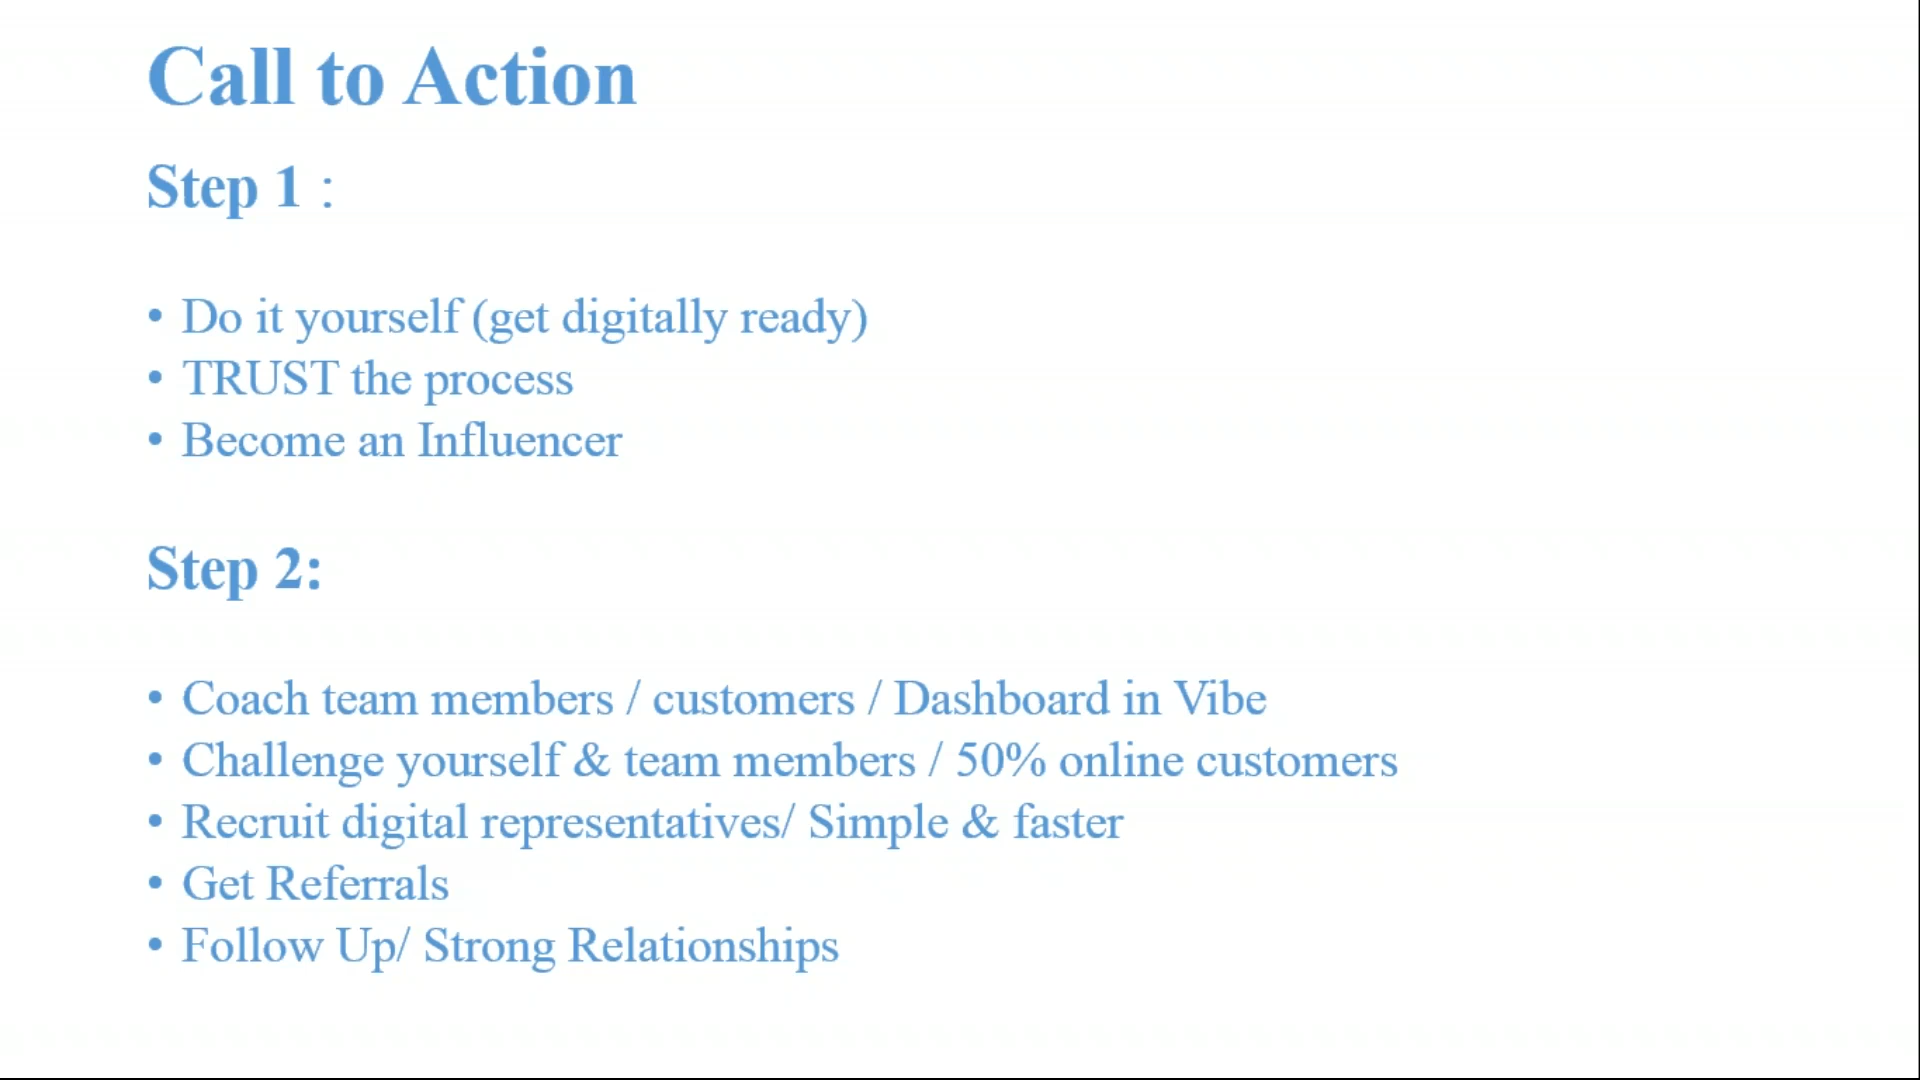 Call to Action
Step 1 :
• Do it yourself (get digitally ready)
• TRUST the process
• Become an Influencer
Step 2:
• Coach team members / customers / Dashboard in Vibe
• Challenge yourself & team members / 50% online customers
• Recruit digital representatives/ Simple & faster
• Get Referrals
• Follow Up/ Strong Relationships